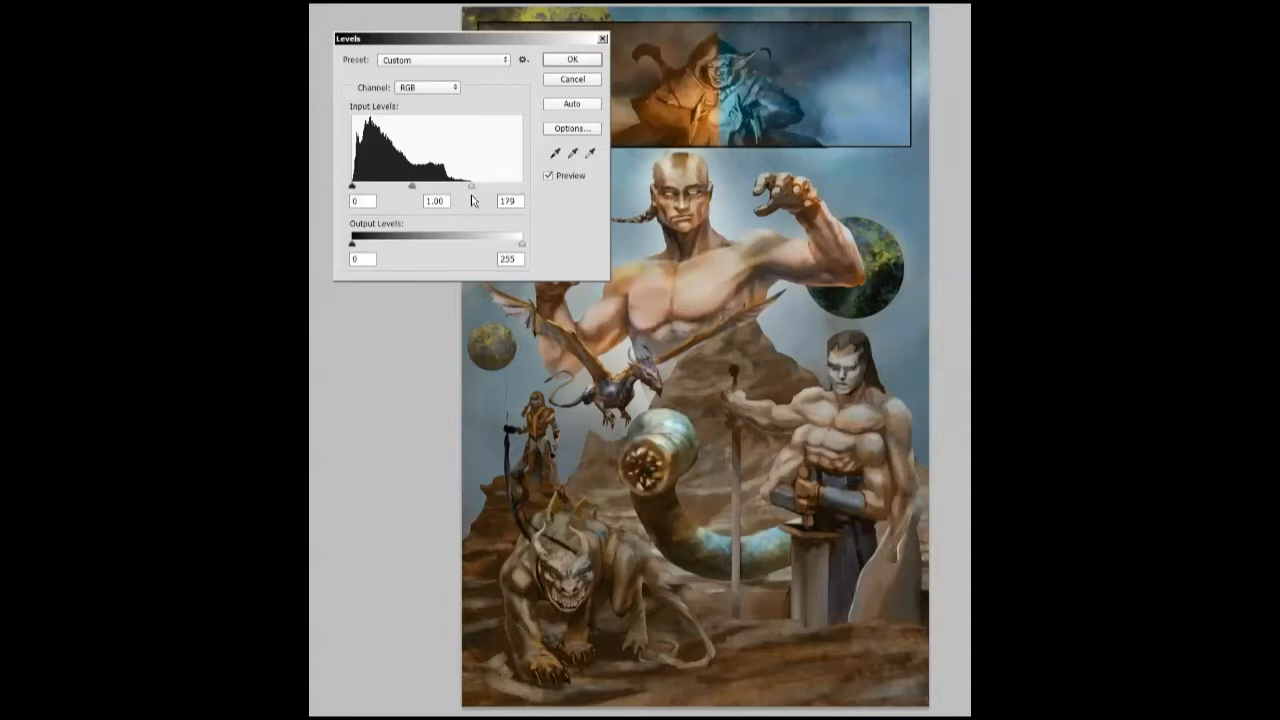 Levels
Preset: Custom
OK
Cancel
Channel: RGB
Auto
Input Levels:
Options...
Preview
0 1.00 179
Output Levels:
0 255